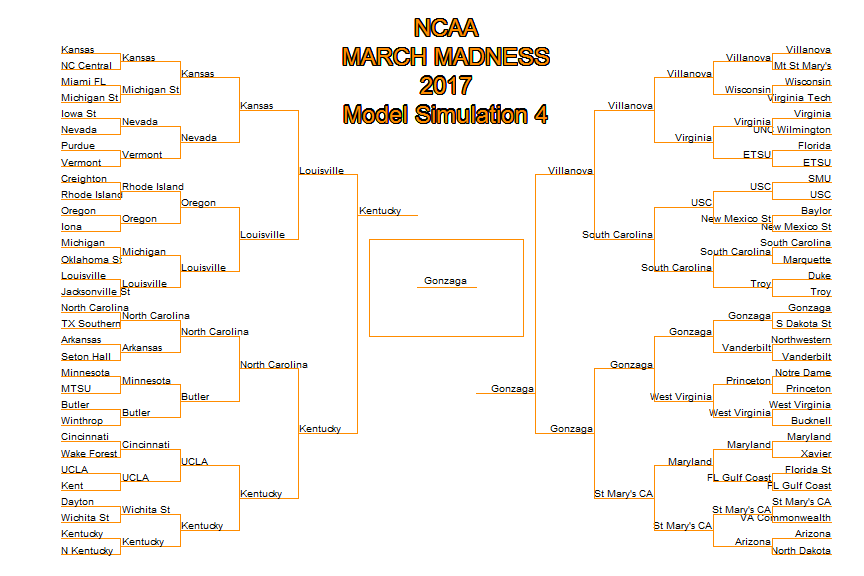 NCAA
MARCH MADNESS
2017
Model Simulation 4
Kansas
NC Central
Miami FL
Michigan St
Iowa St
Nevada
Purdue
Vermont
Creighton
Rhode Island
Oregon
Iona
Michigan
Oklahoma St
Louisville
Jacksonville St
North Carolina
TX Southern
Arkansas
Seton Hall
Minnesota
MTSU
Butler
Winthrop
Cincinnati
Wake Forest
UCLA
Kent
Dayton
Wichita St
Kentucky
N Kentucky
Kansas
Michigan St
Nevada
Vermont
Rhode Island
Oregon
Michigan
Louisville
North Carolina
Arkansas
Minnesota
Butler
Cincinnati
UCLA
Wichita St
Kentucky
Kansas
Nevada
Oregon
Louisville
North Carolina
Butler
UCLA
Kentucky
Kansas
Louisville
North Carolina
Kentucky
Louisville
Kentucky
Kentucky
Gonzaga
Gonzaga
Villanova
Gonzaga
Villanova
South Carolina
Gonzaga
St Mary's CA
Villanova
Virginia
USC
South Carolina
Gonzaga
West Virginia
Maryland
St Mary's CA
Villanova
Wisconsin
Virginia
ETSU
USC
New Mexico St
South Carolina
Troy
Gonzaga
Vanderbilt
Princeton
West Virginia
Maryland
FL Gulf Coast
St Mary's CA
Arizona
Villanova
Mt St Mary's
Wisconsin
Virginia Tech
Virginia
UNC Wilmington
Florida
ETSU
SMU
USC
Baylor
New Mexico St
South Carolina
Marquette
Duke
Troy
Gonzaga
S Dakota St
Northwestern
Vanderbilt
Notre Dame
Princeton
West Virginia
Bucknell
Maryland
Xavier
Florida St
FL Gulf Coast
St Mary's CA
VA Commonwealth
Arizona
North Dakota